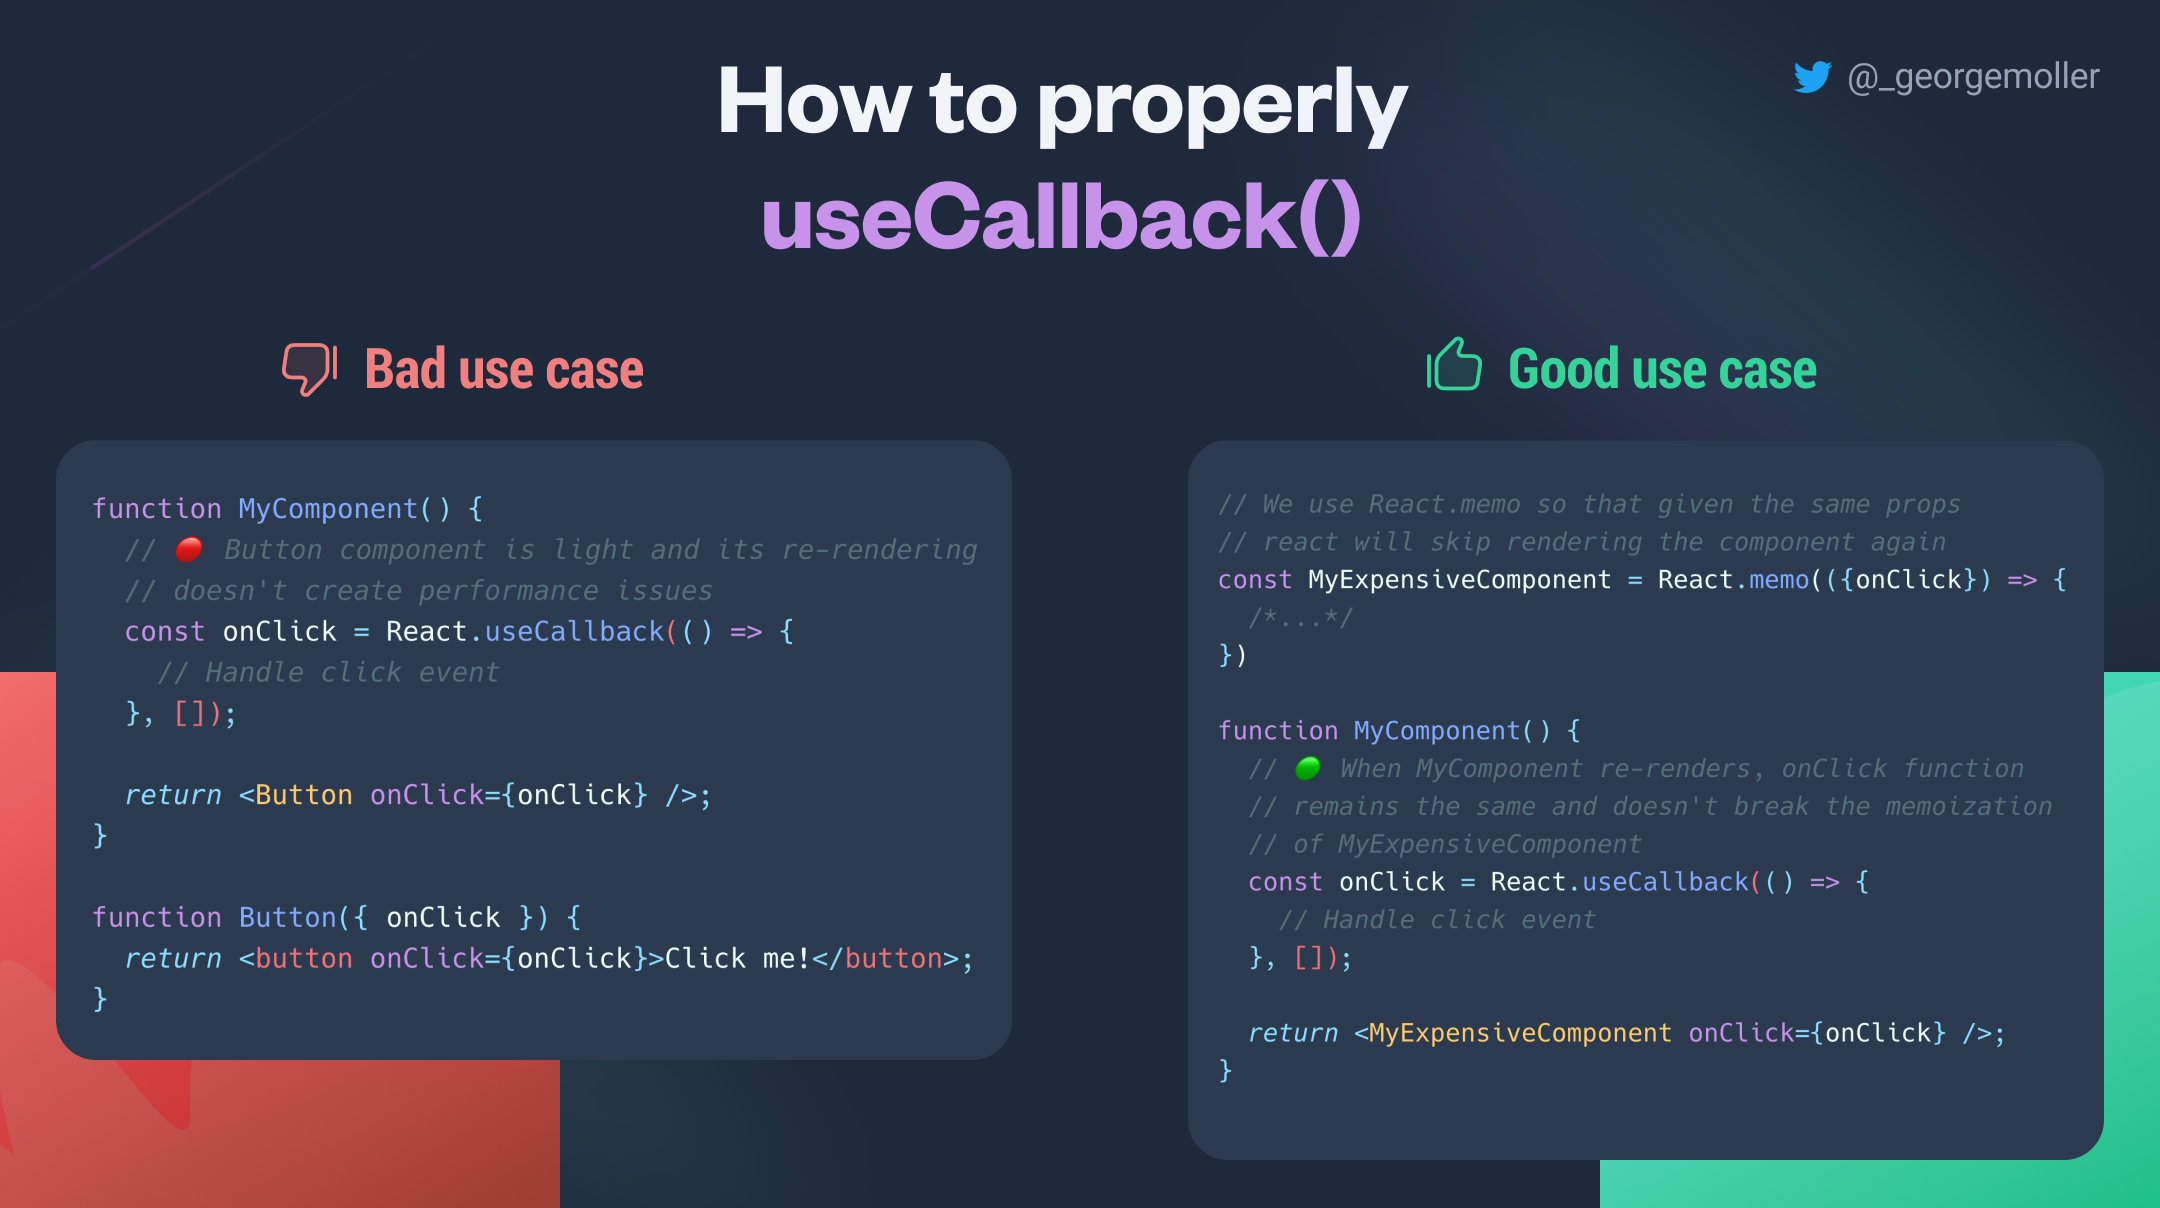 How to properly
useCallback()
@_georgemoller
Bad use case
function MyComponent() {
  // 🔴 Button component is light and its re-rendering
  // doesn't create performance issues
  const onClick = React.useCallback(() => {
    // Handle click event
  }, []);

  return <Button onClick={onClick} />;
}

function Button({ onClick }) {
  return <button onClick={onClick}>Click me!</button>;
}
Good use case
// We use React.memo so that given the same props
// react will skip rendering the component again
const MyExpensiveComponent = React.memo(({onClick}) => {
  /*...*/
})

function MyComponent() {
  // 🟢 When MyComponent re-renders, onClick function
  // remains the same and doesn't break the memoization
  // of MyExpensiveComponent
  const onClick = React.useCallback(() => {
    // Handle click event
  }, []);

  return <MyExpensiveComponent onClick={onClick} />;
}